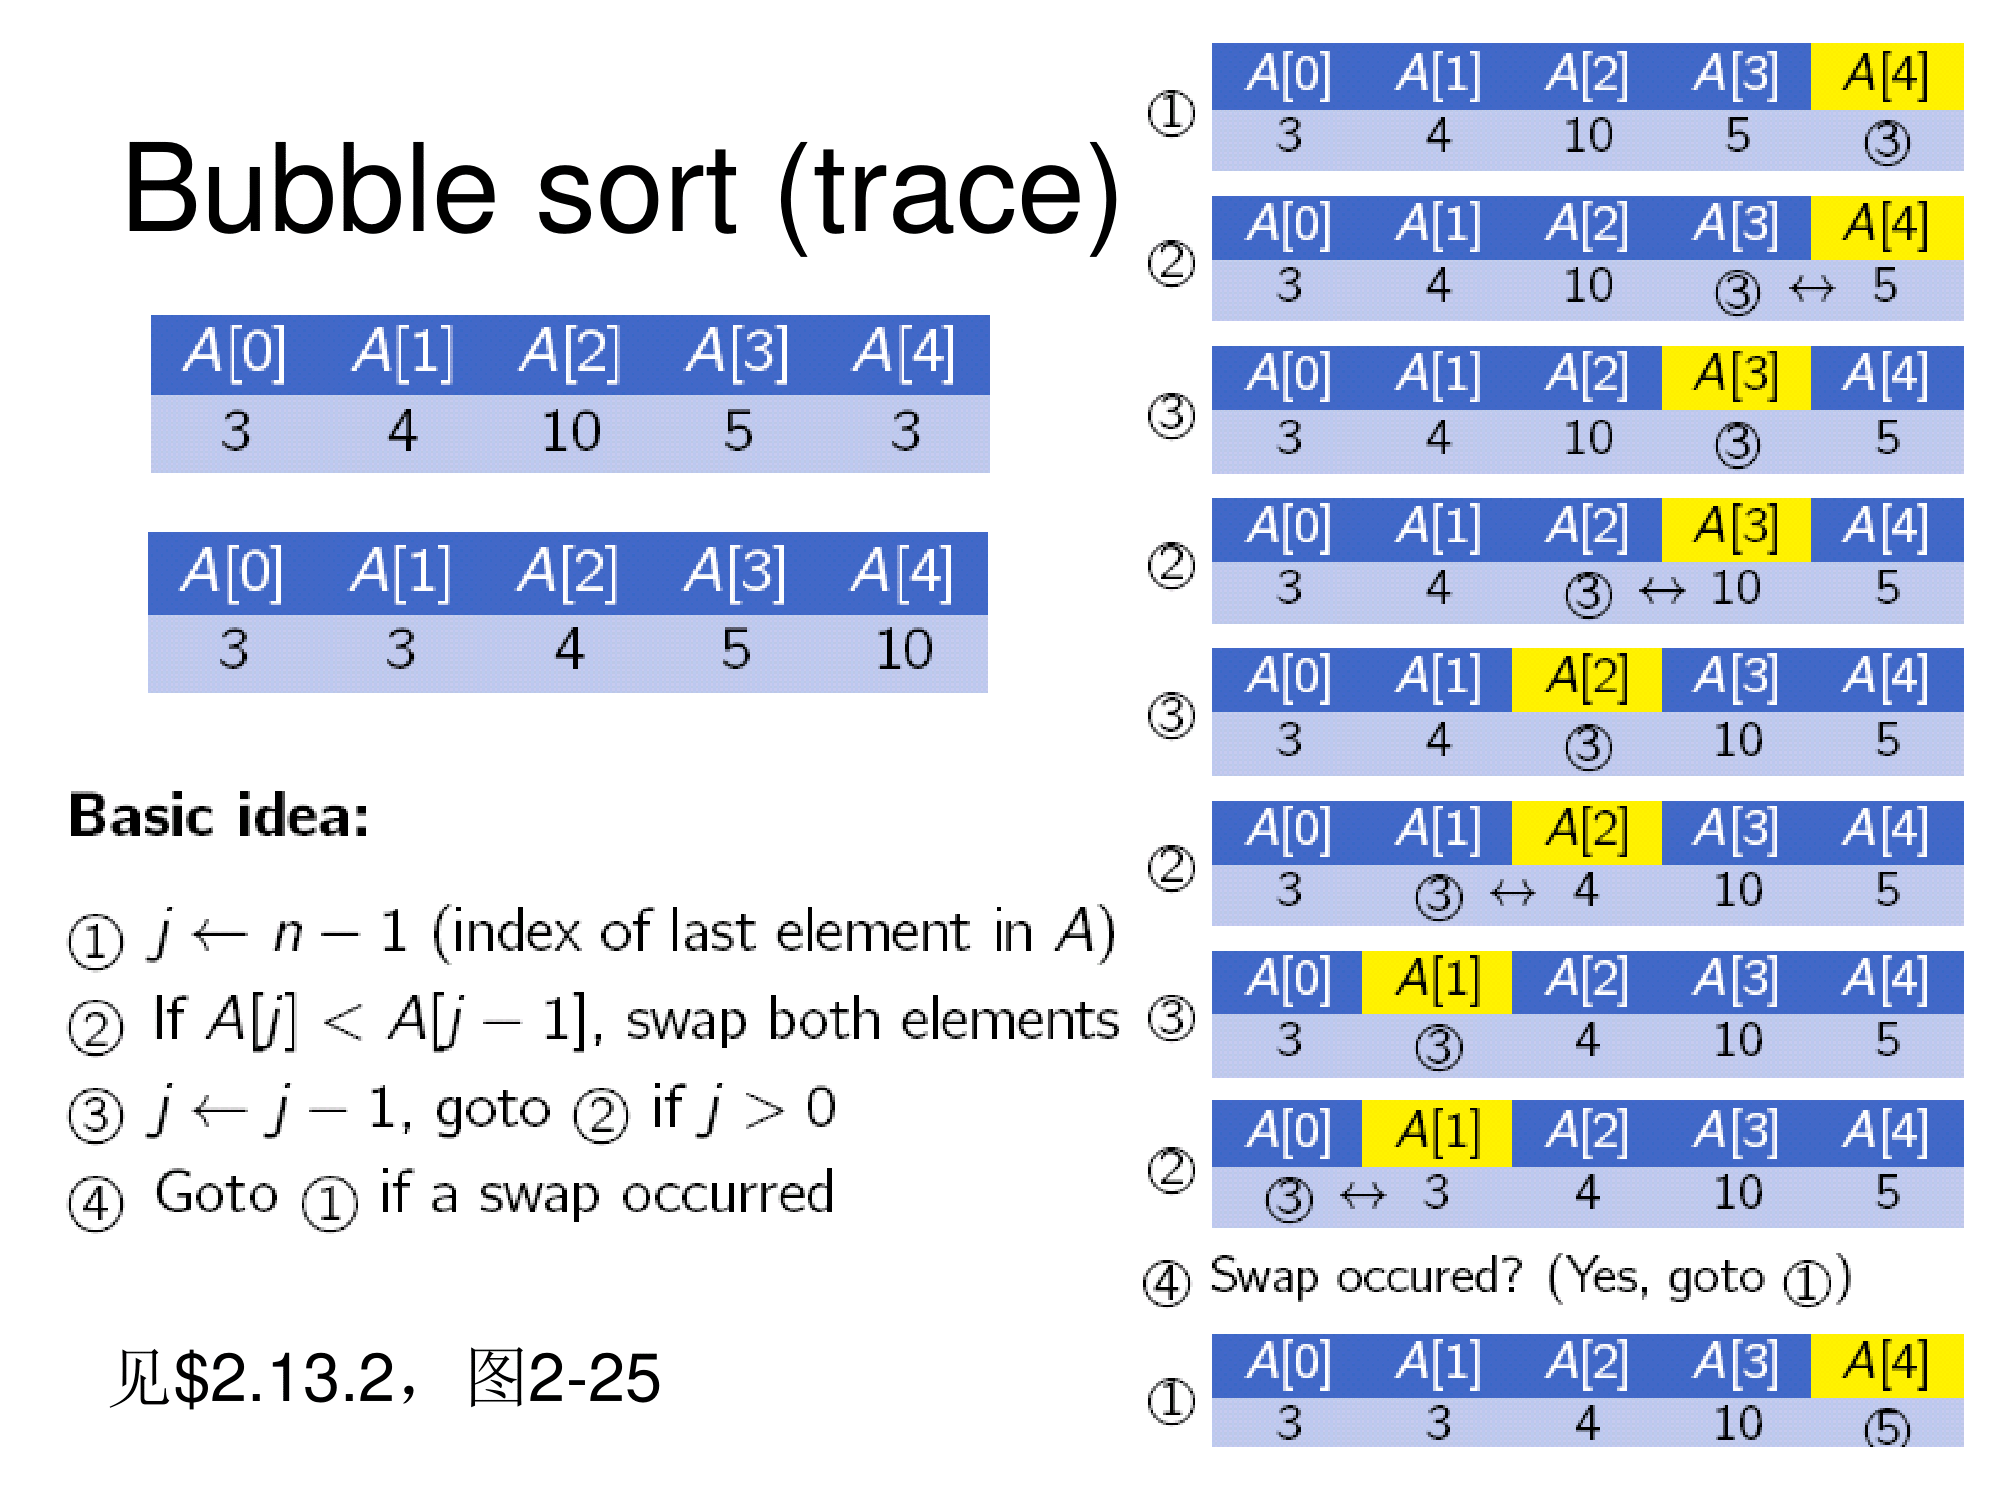 Bubble sort (trace)
A[0] A[1] A[2] A[3] A[4]
3 4 10 5 3
A[0] A[1] A[2] A[3] A[4]
3 3 4 5 10
Basic idea:
① j ← n − 1 (index of last element in A)
② If A[j] < A[j − 1], swap both elements
③ j ← j − 1, goto ② if j > 0
④ Goto ① if a swap occurred
见$2.13.2，图2-25
① A[0] A[1] A[2] A[3] A[4]
3 4 10 5 ③
② A[0] A[1] A[2] A[3] A[4]
3 4 10 ③ ↔ 5
③ A[0] A[1] A[2] A[3] A[4]
3 4 10 ③ 5
② A[0] A[1] A[2] A[3] A[4]
3 4 ③ ↔ 10 5
③ A[0] A[1] A[2] A[3] A[4]
3 4 ③ 10 5
② A[0] A[1] A[2] A[3] A[4]
3 ③ ↔ 4 10 5
③ A[0] A[1] A[2] A[3] A[4]
3 ③ 4 10 5
② A[0] A[1] A[2] A[3] A[4]
③ ↔ 3 4 10 5
④ Swap occured? (Yes, goto ①)
① A[0] A[1] A[2] A[3] A[4]
3 3 4 10 ⑤